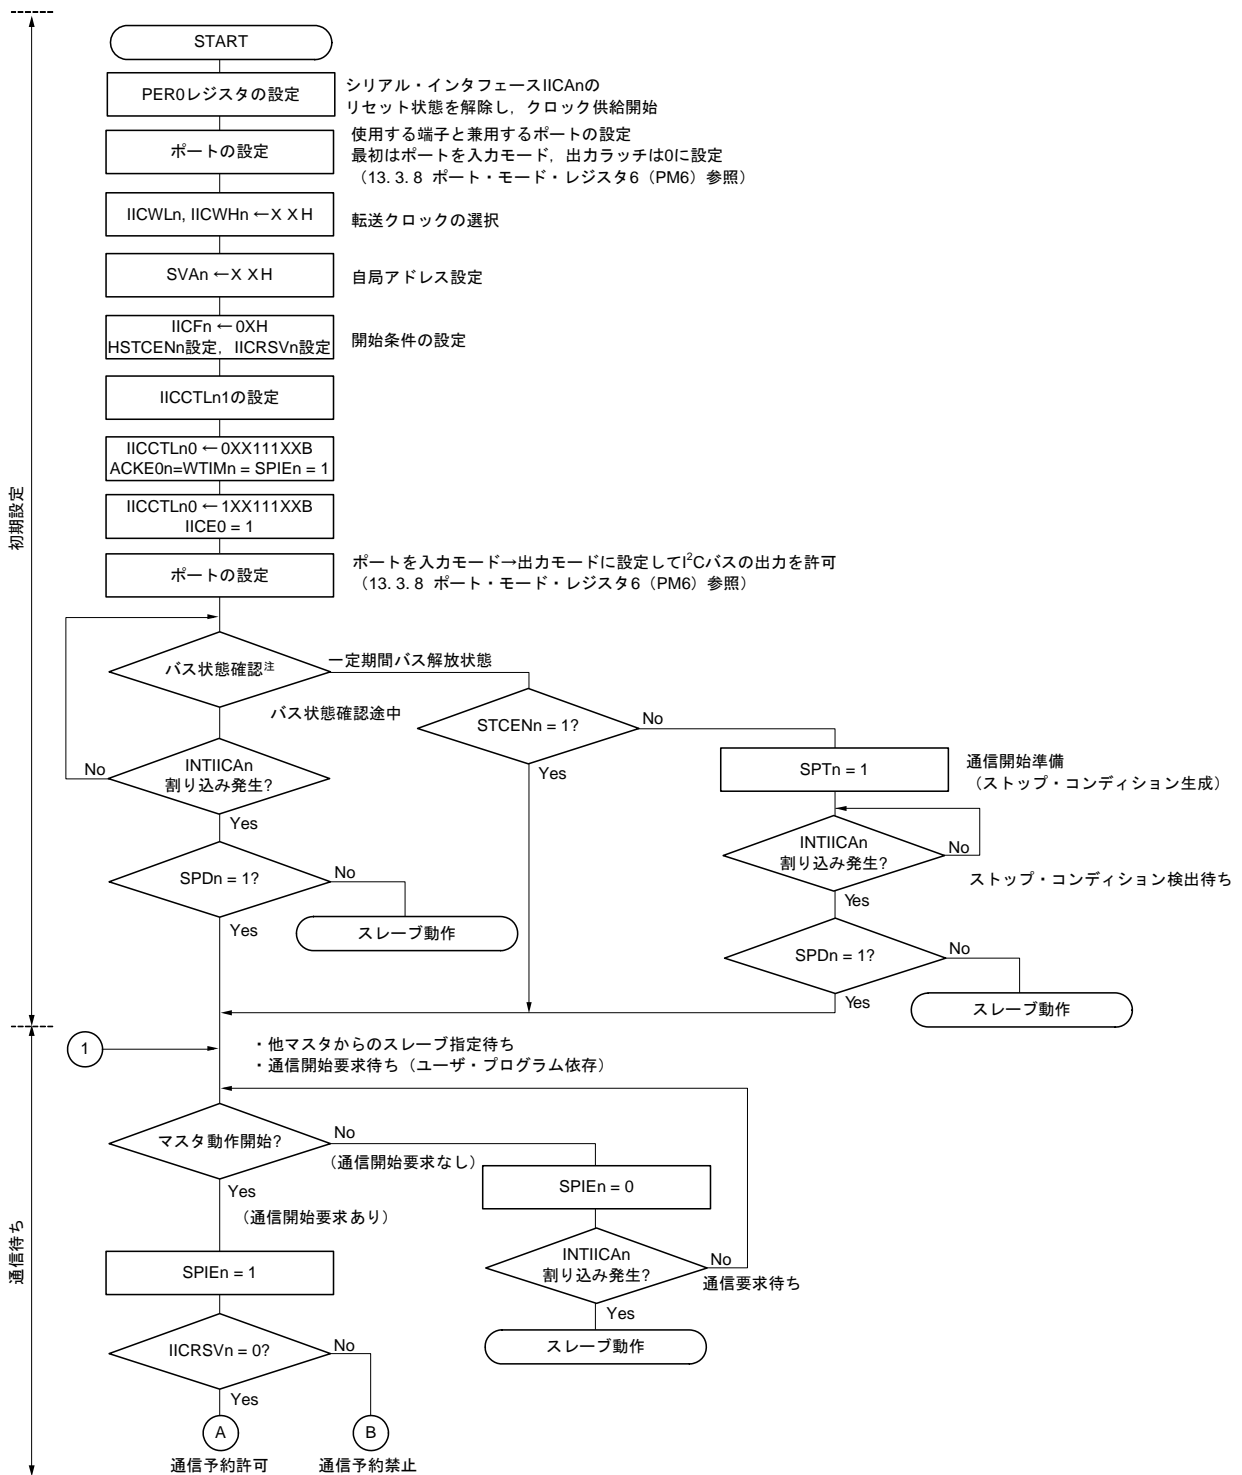 START
PER0レジスタの設定
シリアル・インタフェースIICAnの
リセット状態を解除し，クロック供給開始
ポートの設定
使用する端子と兼用するポートの設定
最初はポートを入力モード，出力ラッチは0に設定
（13. 3. 8 ポート・モード・レジスタ6（PM6）参照）
IICWLn, IICWHn ←X X H
転送クロックの選択
SVAn ←X XH
自局アドレス設定
IICFn ← 0XH
HSTCENn設定，IICRSVn設定
開始条件の設定
IICCTLn1の設定
IICCTLn0 ← 0XX111XXB
ACKE0n=WTIMn = SPIEn = 1
IICCTLn0 ← 1XX111XXB
IICE0 = 1
初期設定
ポートの設定
ポートを入力モード→出力モードに設定してI²Cバスの出力を許可
（13. 3. 8 ポート・モード・レジスタ6（PM6）参照）
バス状態確認注
一定期間バス解放状態
バス状態確認途中
STCENn = 1?
No
Yes
SPTn = 1
通信開始準備
（ストップ・コンディション生成）
No
INTIICAn
割り込み発生?
Yes
INTIICAn
割り込み発生?
No
ストップ・コンディション検出待ち
Yes
SPDn = 1?
No
Yes
スレーブ動作
SPDn = 1?
No
Yes
スレーブ動作
1
・他マスタからのスレーブ指定待ち
・通信開始要求待ち（ユーザ・プログラム依存）
マスタ動作開始?
No
（通信開始要求なし）
Yes
（通信開始要求あり）
SPIEn = 0
通信待ち
SPIEn = 1
INTIICAn
割り込み発生?
No
通信要求待ち
Yes
スレーブ動作
IICRSVn = 0?
No
Yes
A
B
通信予約許可
通信予約禁止